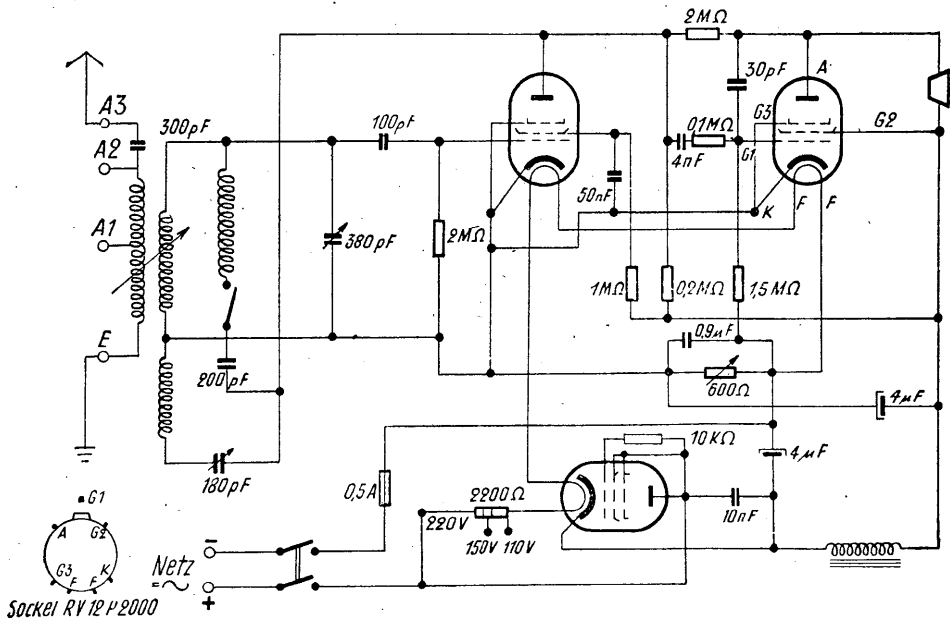 2MΩ
A3
300pF
100pF
30pF
A
G3
G2
A2
0,1MΩ
4nF
G1
50nF
A1
380pF
2MΩ
K
F
F
1MΩ
0,2MΩ
1,5MΩ
E
0,9µF
200pF
600Ω
4µF
180pF
10KΩ
4µF
0,5A
2200Ω
220V
150V
110V
10nF
G1
A
G2
G3
K
F
F
Netz
=~
-
+
Sockel RV 12 P 2000